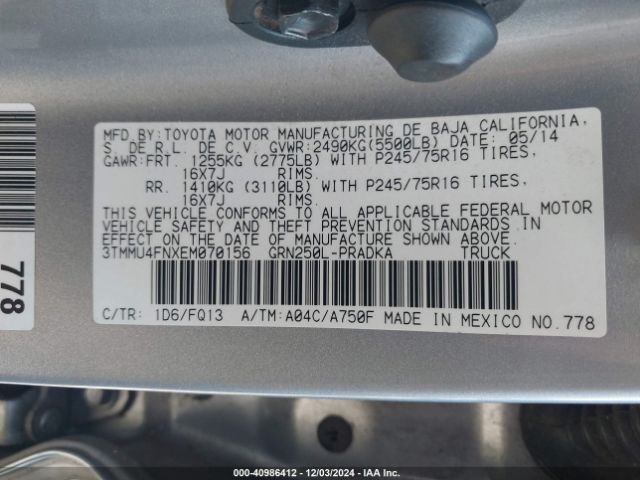 MFD.BY:TOYOTA MOTOR MANUFACTURING DE BAJA CALIFORNIA,
S. DE R.L. DE C.V. GVWR:2490KG(5500LB) DATE: 05/14
GAWR:FRT. 1255KG (2775LB) WITH P245/75R16 TIRES,
16X7J RIMS.
RR. 1410KG (3110LB) WITH P245/75R16 TIRES,
16X7J RIMS.
THIS VEHICLE CONFORMS TO ALL APPLICABLE FEDERAL MOTOR
VEHICLE SAFETY AND THEFT PREVENTION STANDARDS IN
EFFECT ON THE DATE OF MANUFACTURE SHOWN ABOVE.
3TMMU4FNXEM070156 GRN250L-PRADKA TRUCK
C/TR: 1D6/FQ13 A/TM:A04C/A750F MADE IN MEXICO NO.778
778
000-40986412 - 12/03/2024 - IAA Inc.